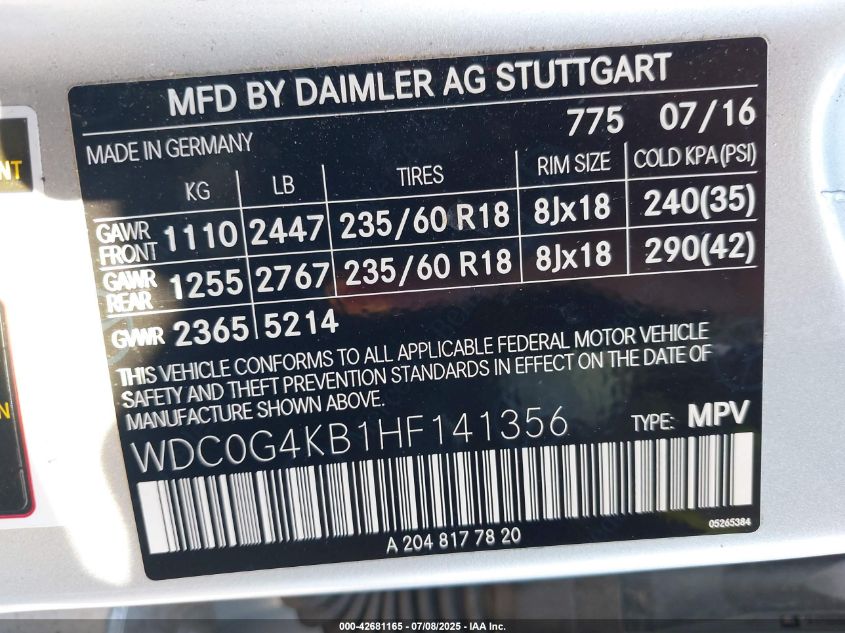 MFD BY DAIMLER AG STUTTGART
775 07/16
MADE IN GERMANY
KG LB TIRES RIM SIZE COLD KPA(PSI)
GAWR FRONT 1110 2447 235/60 R18 8Jx18 240(35)
GAWR REAR 1255 2767 235/60 R18 8Jx18 290(42)
GVWR 2365 5214
THIS VEHICLE CONFORMS TO ALL APPLICABLE FEDERAL MOTOR VEHICLE
SAFETY AND THEFT PREVENTION STANDARDS IN EFFECT ON THE DATE OF
MANUFACTURE SHOWN ABOVE.
WDC0G4KB1HF141356 TYPE: MPV
05265384
A 204 817 78 20
000-42681165 - 07/08/2025 - IAA Inc.